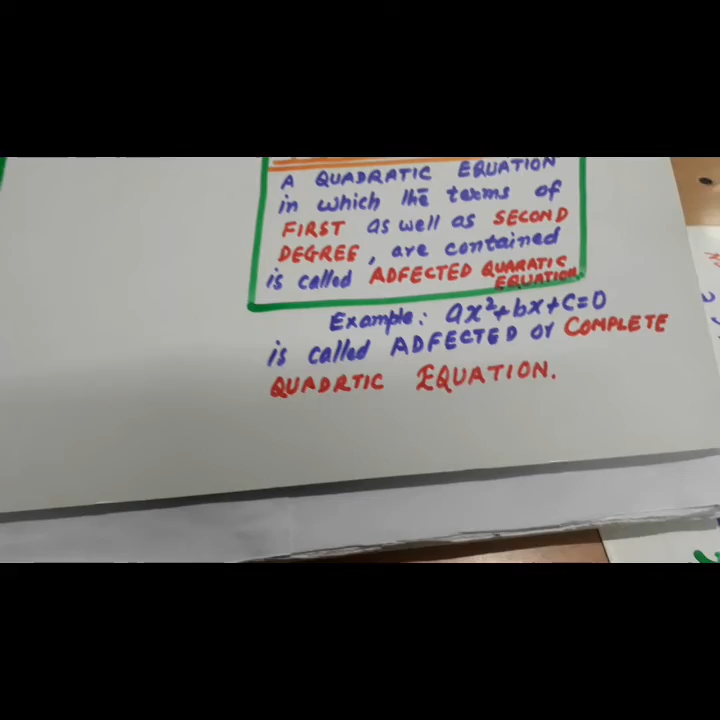 A QUADRATIC EQUATION
in which the terms of
FIRST as well as SECOND
DEGREE, are contained
is called ADFECTED QUARATIC
EQUATION.
Example: ax²+bx+c=0
is called ADFECTED or COMPLETE
QUADRTIC EQUATION.